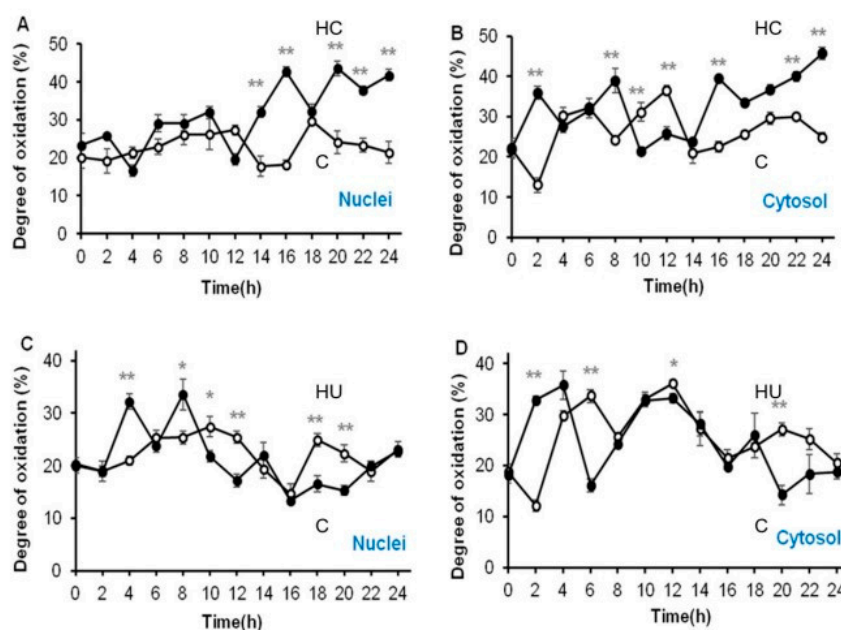 A
HC
** ** ** ** **
50
40
30
20
10
0
Degree of oxidation (%)
C
Nuclei
0 2 4 6 8 10 12 14 16 18 20 22 24
Time(h)
B
HC
** ** ** ** ** ** **
50
40
30
20
10
0
Degree of oxidation (%)
C
Cytosol
0 2 4 6 8 10 12 14 16 18 20 22 24
Time(h)
C
HU
** * * ** ** **
40
30
20
10
0
Degree of oxidation (%)
C
Nuclei
0 2 4 6 8 10 12 14 16 18 20 22 24
Time(h)
D
HU
** ** * **
40
30
20
10
0
Degree of oxidation (%)
C
Cytosol
0 2 4 6 8 10 12 14 16 18 20 22 24
Time(h)